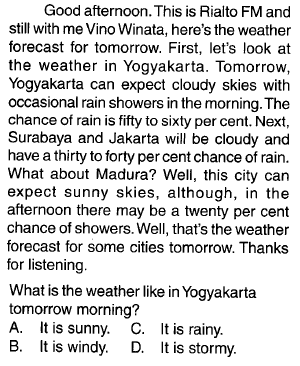 Good afternoon. This is Rialto FM and
still with me Vino Winata, here's the weather
forecast for tomorrow. First, let's look at
the weather in Yogyakarta. Tomorrow,
Yogyakarta can expect cloudy skies with
occasional rain showers in the morning. The
chance of rain is fifty to sixty per cent. Next,
Surabaya and Jakarta will be cloudy and
have a thirty to forty per cent chance of rain.
What about Madura? Well, this city can
expect sunny skies, although, in the
afternoon there may be a twenty per cent
chance of showers. Well, that's the weather
forecast for some cities tomorrow. Thanks
for listening.
What is the weather like in Yogyakarta
tomorrow morning?
A. It is sunny. C. It is rainy.
B. It is windy. D. It is stormy.